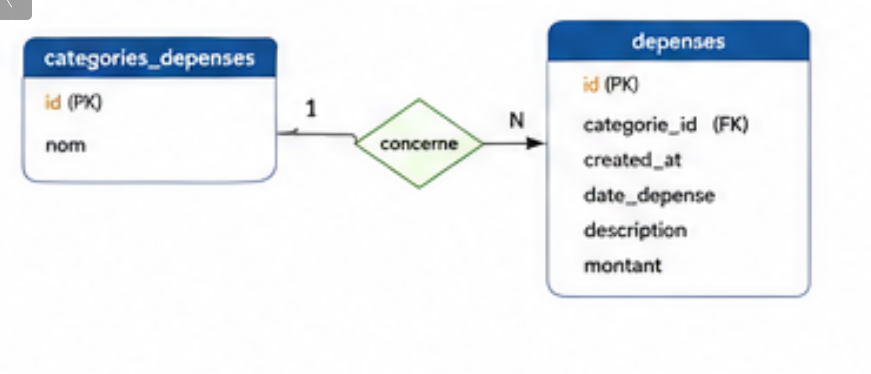 categories_depenses
id (PK)
nom
1
concerne
N
depenses
id (PK)
categorie_id (FK)
created_at
date_depense
description
montant